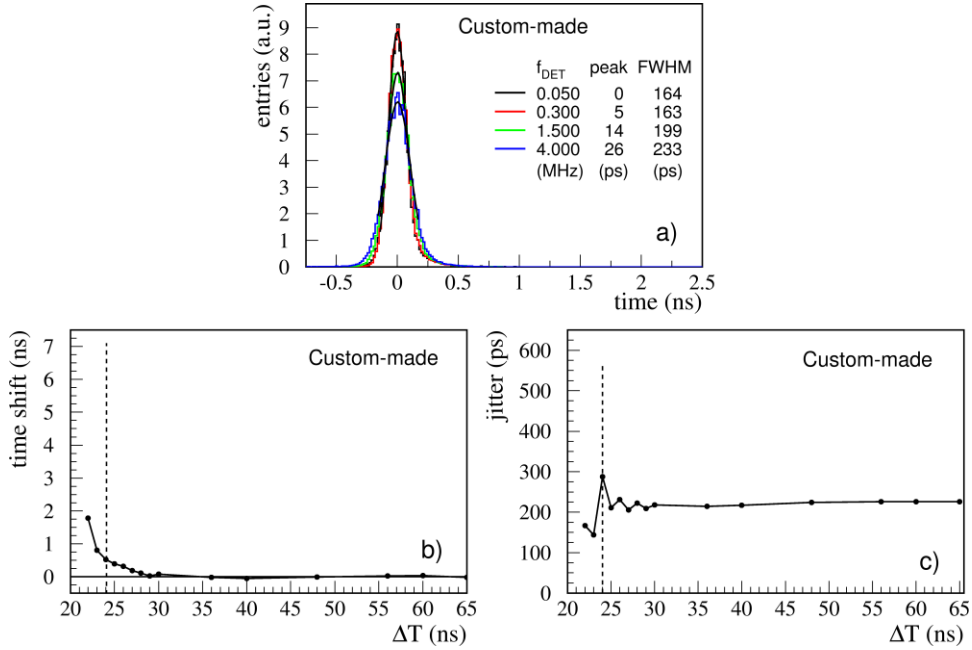 Custom-made
entries (a.u.)
9
8
7
6
5
4
3
2
1
0
f_DET peak FWHM
0.050 0 164
0.300 5 163
1.500 14 199
4.000 26 233
(MHz) (ps) (ps)
a)
-0.5 0 0.5 1 1.5 2 2.5
time (ns)
time shift (ns)
7
6
5
4
3
2
1
0
Custom-made
b)
20 25 30 35 40 45 50 55 60 65
ΔT (ns)
jitter (ps)
600
500
400
300
200
100
0
Custom-made
c)
20 25 30 35 40 45 50 55 60 65
ΔT (ns)